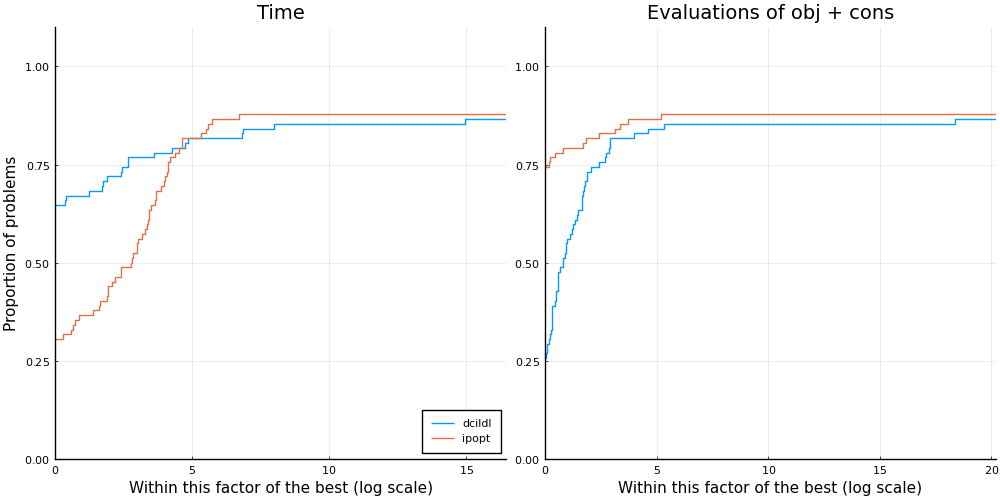 Time
Proportion of problems
1.00
0.75
0.50
0.25
0.00
0
5
10
15
Within this factor of the best (log scale)
dcildl
ipopt
Evaluations of obj + cons
1.00
0.75
0.50
0.25
0.00
0
5
10
15
20
Within this factor of the best (log scale)